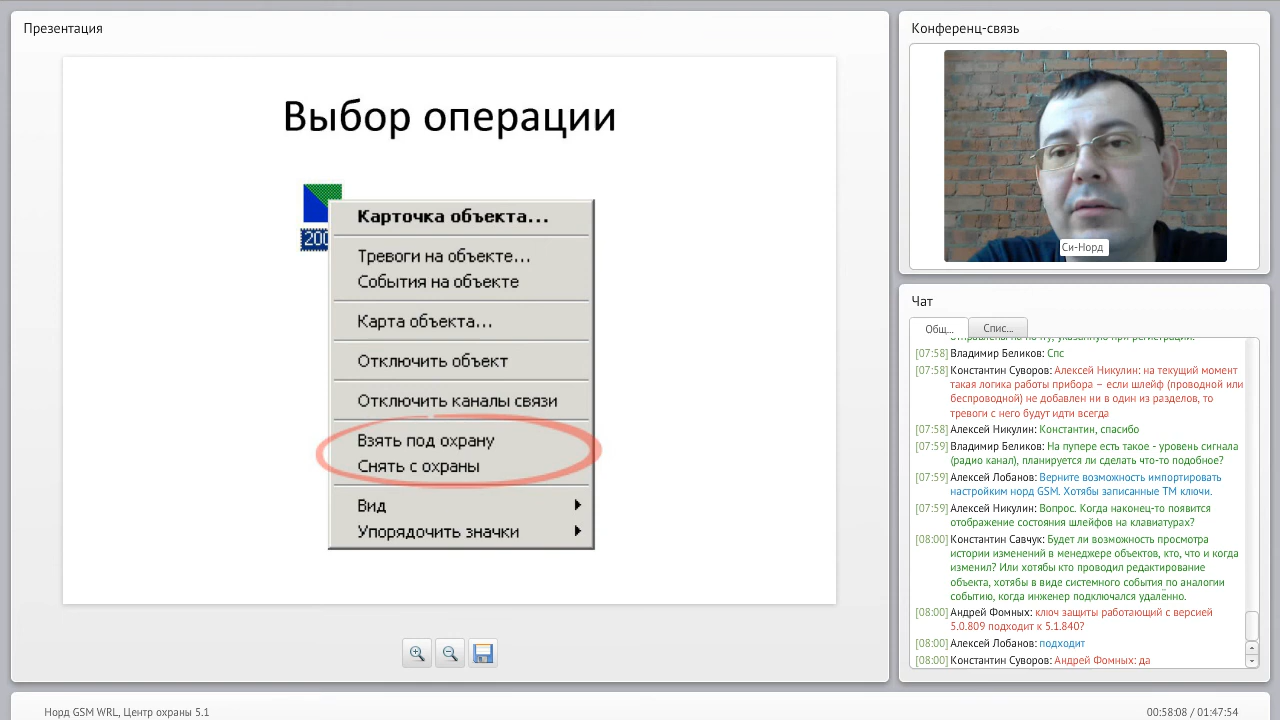 Презентация
Выбор операции
200
Карточка объекта...
Тревоги на объекте...
События на объекте
Карта объекта...
Отключить объект
Отключить каналы связи
Взять под охрану
Снять с охраны
Вид
Упорядочить значки
Конференц-связь
Си-Норд
Чат
Общ...
Спис...
[07:58] Владимир Беликов: Спс
[07:58] Константин Суворов: Алексей Никулин: на текущий момент
такая логика работы прибора – если шлейф (проводной или
беспроводной) не добавлен ни в один из разделов, то
тревоги с него будут идти всегда
[07:58] Алексей Никулин: Константин, спасибо
[07:59] Владимир Беликов: На пупере есть такое - уровень сигнала
(радио канал), планируется ли сделать что-то подобное?
[07:59] Алексей Лобанов: Верните возможность импортировать
настройким норд GSM. Хотябы записанные ТМ ключи.
[07:59] Алексей Никулин: Вопрос. Когда наконец-то появится
отображение состояния шлейфов на клавиатурах?
[08:00] Константин Савчук: Будет ли возможность просмотра
истории изменений в менеджере объектов, кто, что и когда
изменил? Или хотябы кто проводил редактирование
объекта, хотябы в виде системного события по аналогии
событию, когда инженер подключался удалённо.
[08:00] Андрей Фомных: ключ защиты работающий с версией
5.0.809 подходит к 5.1.840?
[08:00] Алексей Лобанов: подходит
[08:00] Константин Суворов: Андрей Фомных: да
Норд GSM WRL, Центр охраны 5.1
00:58:08 / 01:47:54